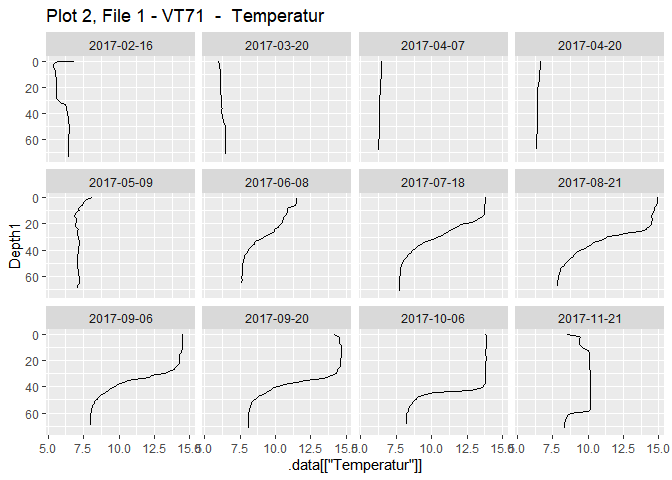 Plot 2, File 1 - VT71 - Temperatur
2017-02-16 2017-03-20 2017-04-07 2017-04-20
0
20
40
60
2017-05-09 2017-06-08 2017-07-18 2017-08-21
0
20
40
60
Depth1
2017-09-06 2017-09-20 2017-10-06 2017-11-21
0
20
40
60
5.0 7.5 10.0 12.5 15.0 5.0 7.5 10.0 12.5 15.0 5.0 7.5 10.0 12.5 15.0 5.0 7.5 10.0 12.5 15.0
.data[["Temperatur"]]